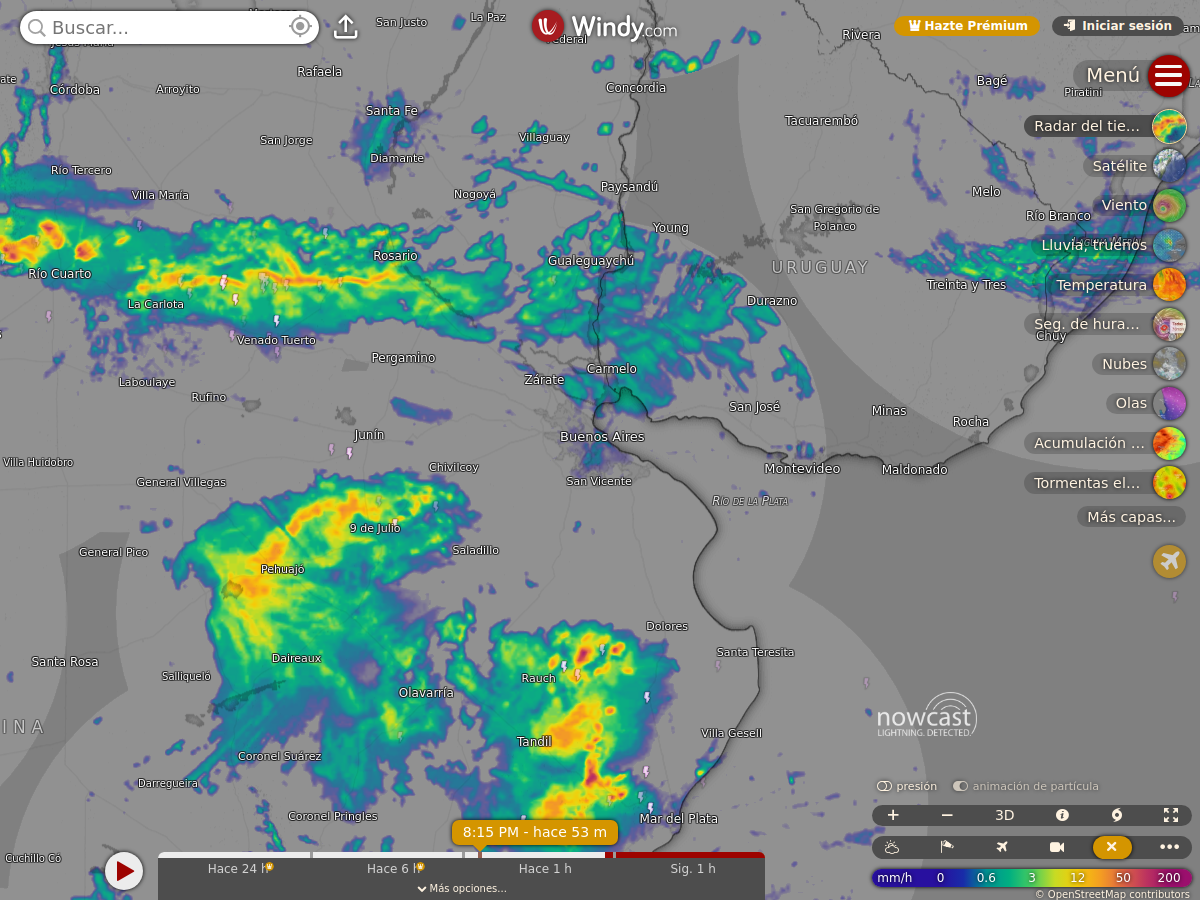 Buscar...
San Justo
La Paz
Windy.com
Federal
Rivera
Hazte Prémium
Iniciar sesión
Jesús María
Rafaela
Córdoba
Arroyito
Concordia
Bagé
Menú
Piratini
Santa Fe
San Jorge
Villaguay
Tacuarembó
Radar del tie...
Diamante
Río Tercero
Villa María
Nogoyá
Paysandú
Melo
Satélite
San Gregorio de
Polanco
Río Branco
Viento
Young
Rosario
Gualeguaychú
URUGUAY
Lluvia, truenos
Río Cuarto
La Carlota
Durazno
Treinta y Tres
Temperatura
Seg. de hura...
Chuy
Venado Tuerto
Pergamino
Carmelo
Zárate
Nubes
Laboulaye
Rufino
San José
Minas
Rocha
Olas
Junín
Buenos Aires
Acumulación ...
Villa Huidobro
Chivilcoy
Montevideo
Maldonado
General Villegas
San Vicente
Tormentas el...
Río de la Plata
Más capas...
9 de Julio
General Pico
Saladillo
Pehuajó
Dolores
Santa Rosa
Daireaux
Santa Teresita
Salliqueló
Rauch
Olavarría
INA
nowcast
LIGHTNING. DETECTED.
Tandil
Villa Gesell
Coronel Suárez
Darregueira
presión
animación de partícula
Coronel Pringles
Mar del Plata
+ − 3D
8:15 PM - hace 53 m
Cuchillo Có
Hace 24 h
Hace 6 h
Hace 1 h
Sig. 1 h
Más opciones...
mm/h 0 0.6 3 12 50 200
© OpenStreetMap contributors